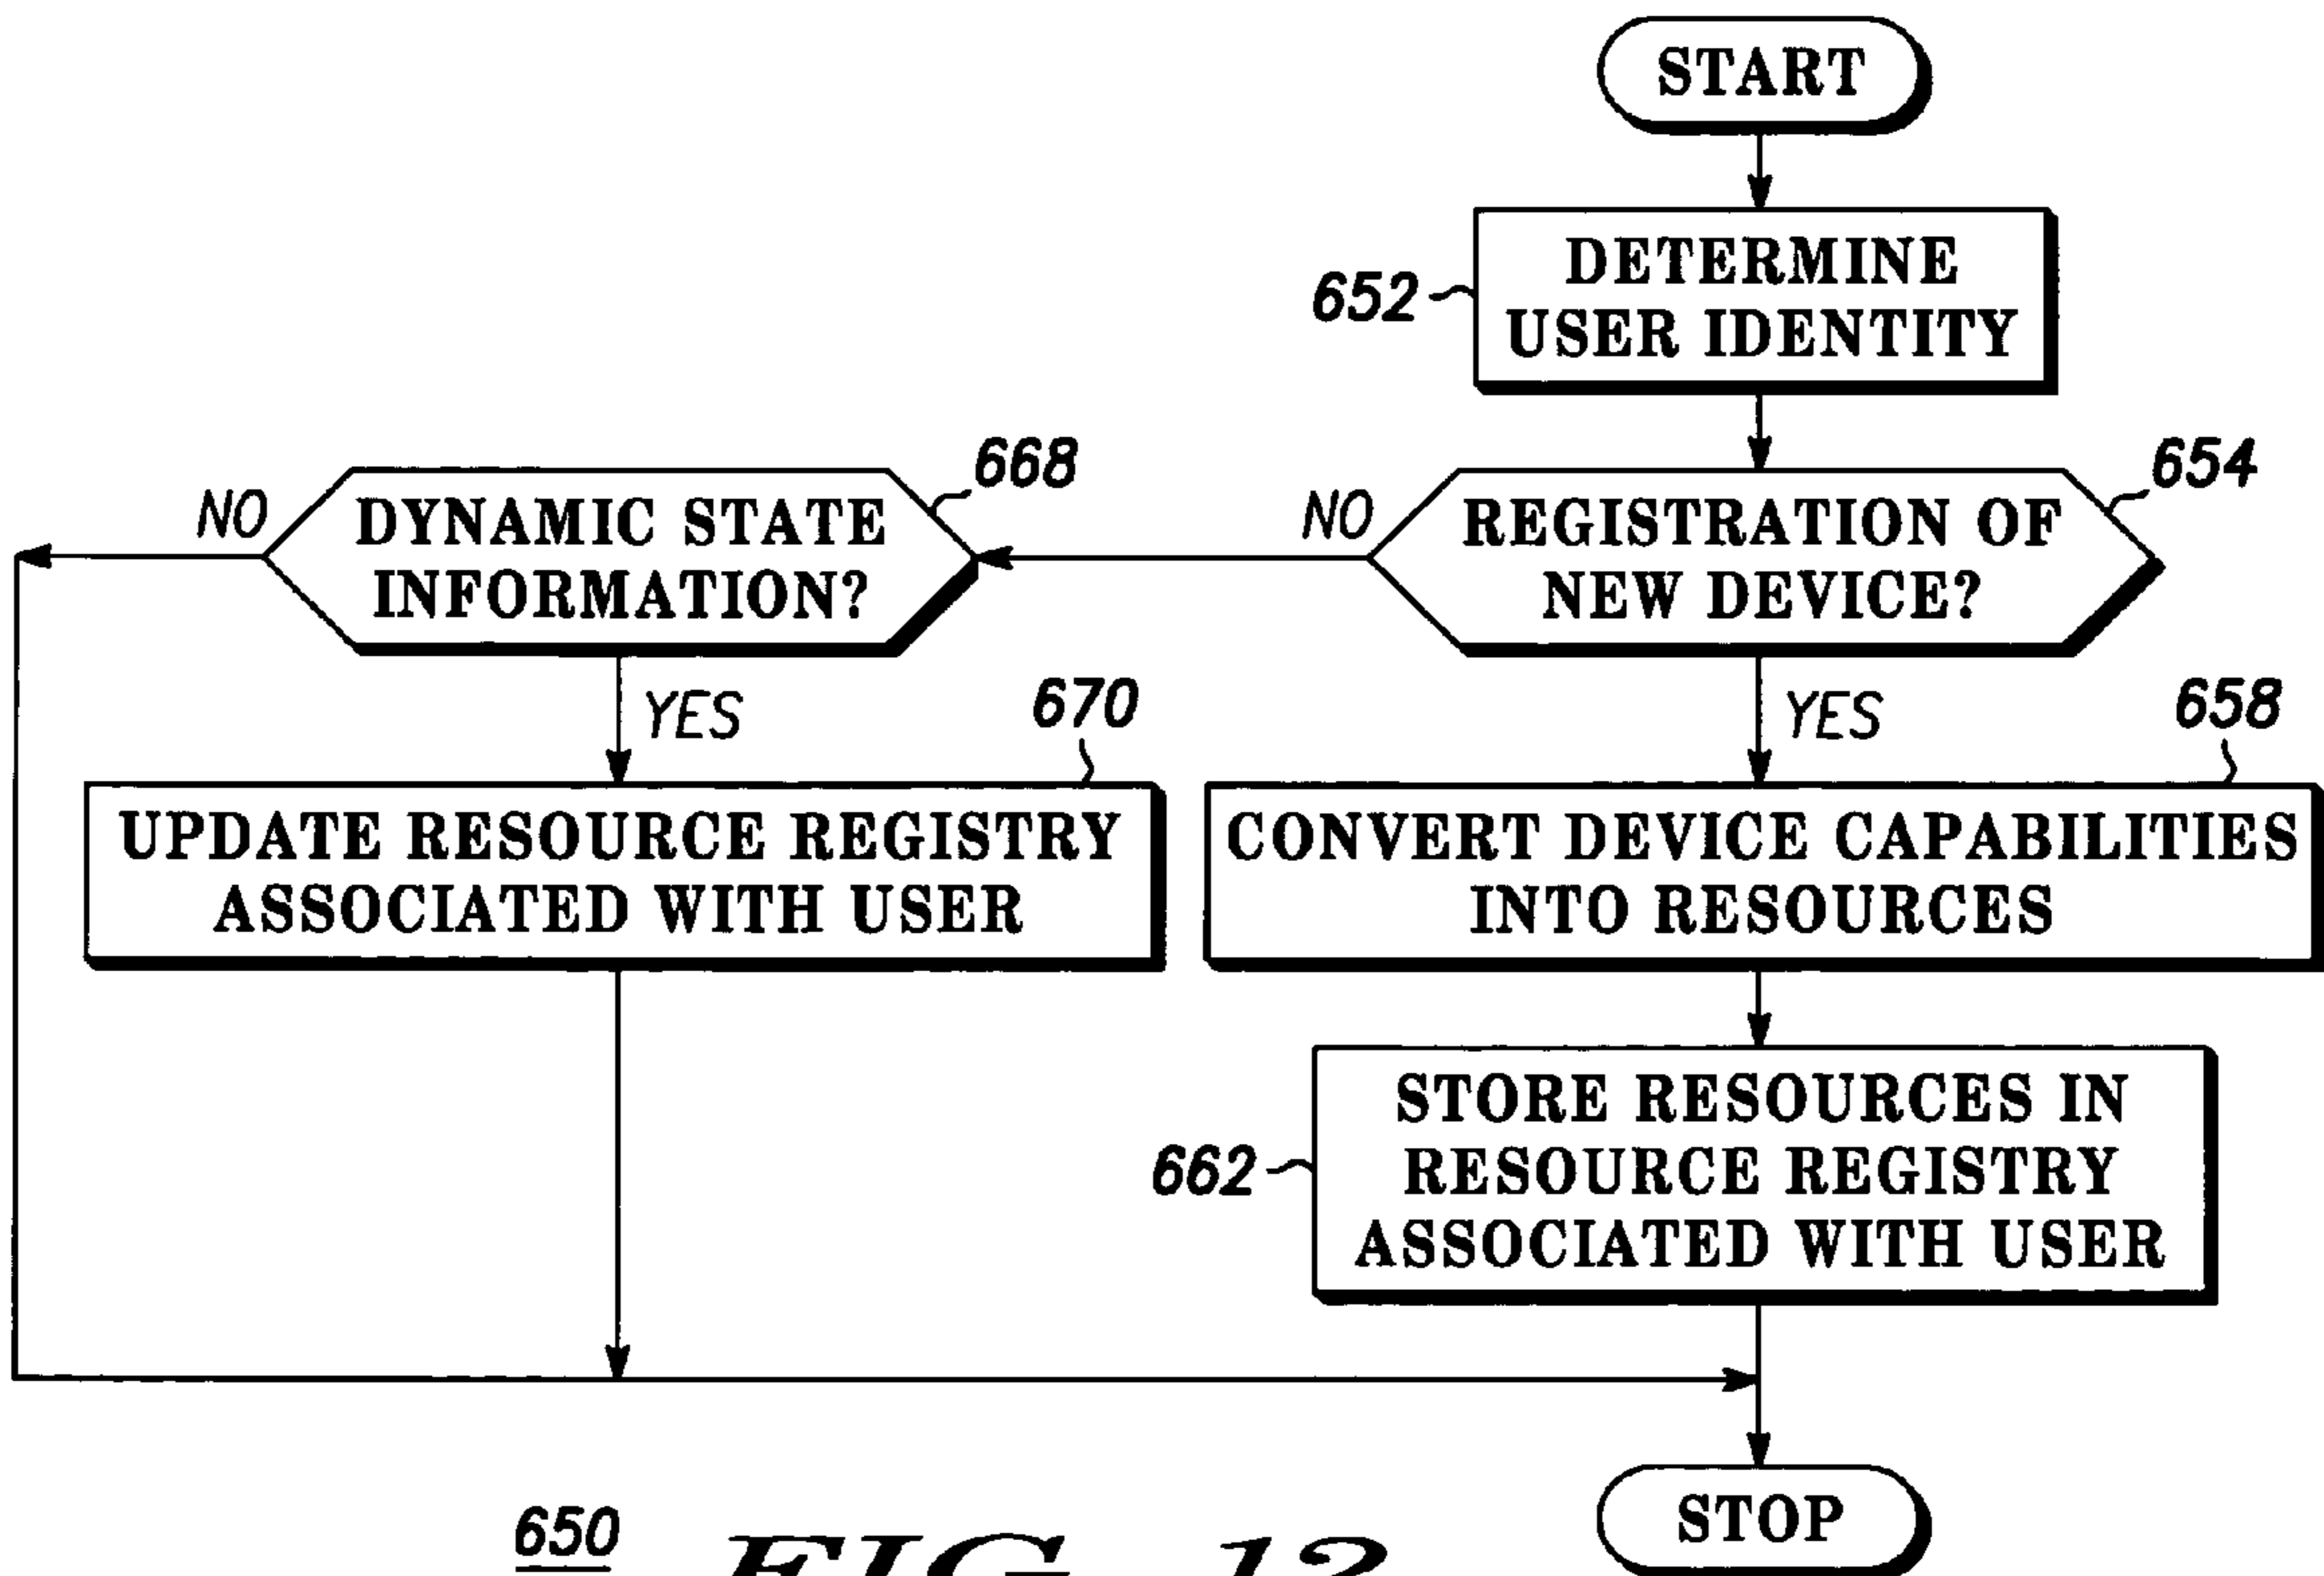 START
652
DETERMINE
USER IDENTITY
654
REGISTRATION OF
NEW DEVICE?
NO
YES
668
DYNAMIC STATE
INFORMATION?
NO
YES
670
UPDATE RESOURCE REGISTRY
ASSOCIATED WITH USER
658
CONVERT DEVICE CAPABILITIES
INTO RESOURCES
662
STORE RESOURCES IN
RESOURCE REGISTRY
ASSOCIATED WITH USER
STOP
650
FIG. 12